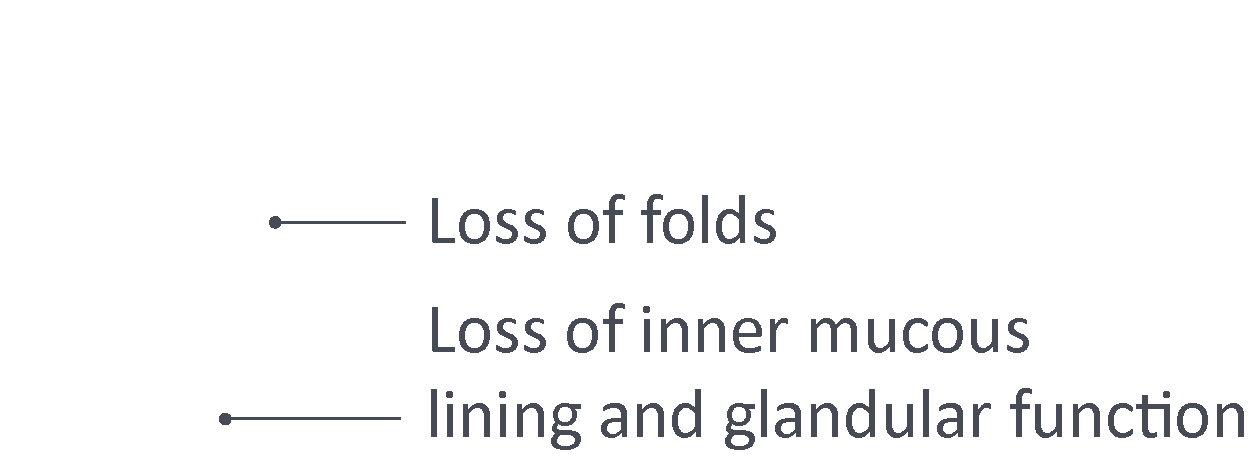 Loss of folds
Loss of inner mucous
lining and glandular function